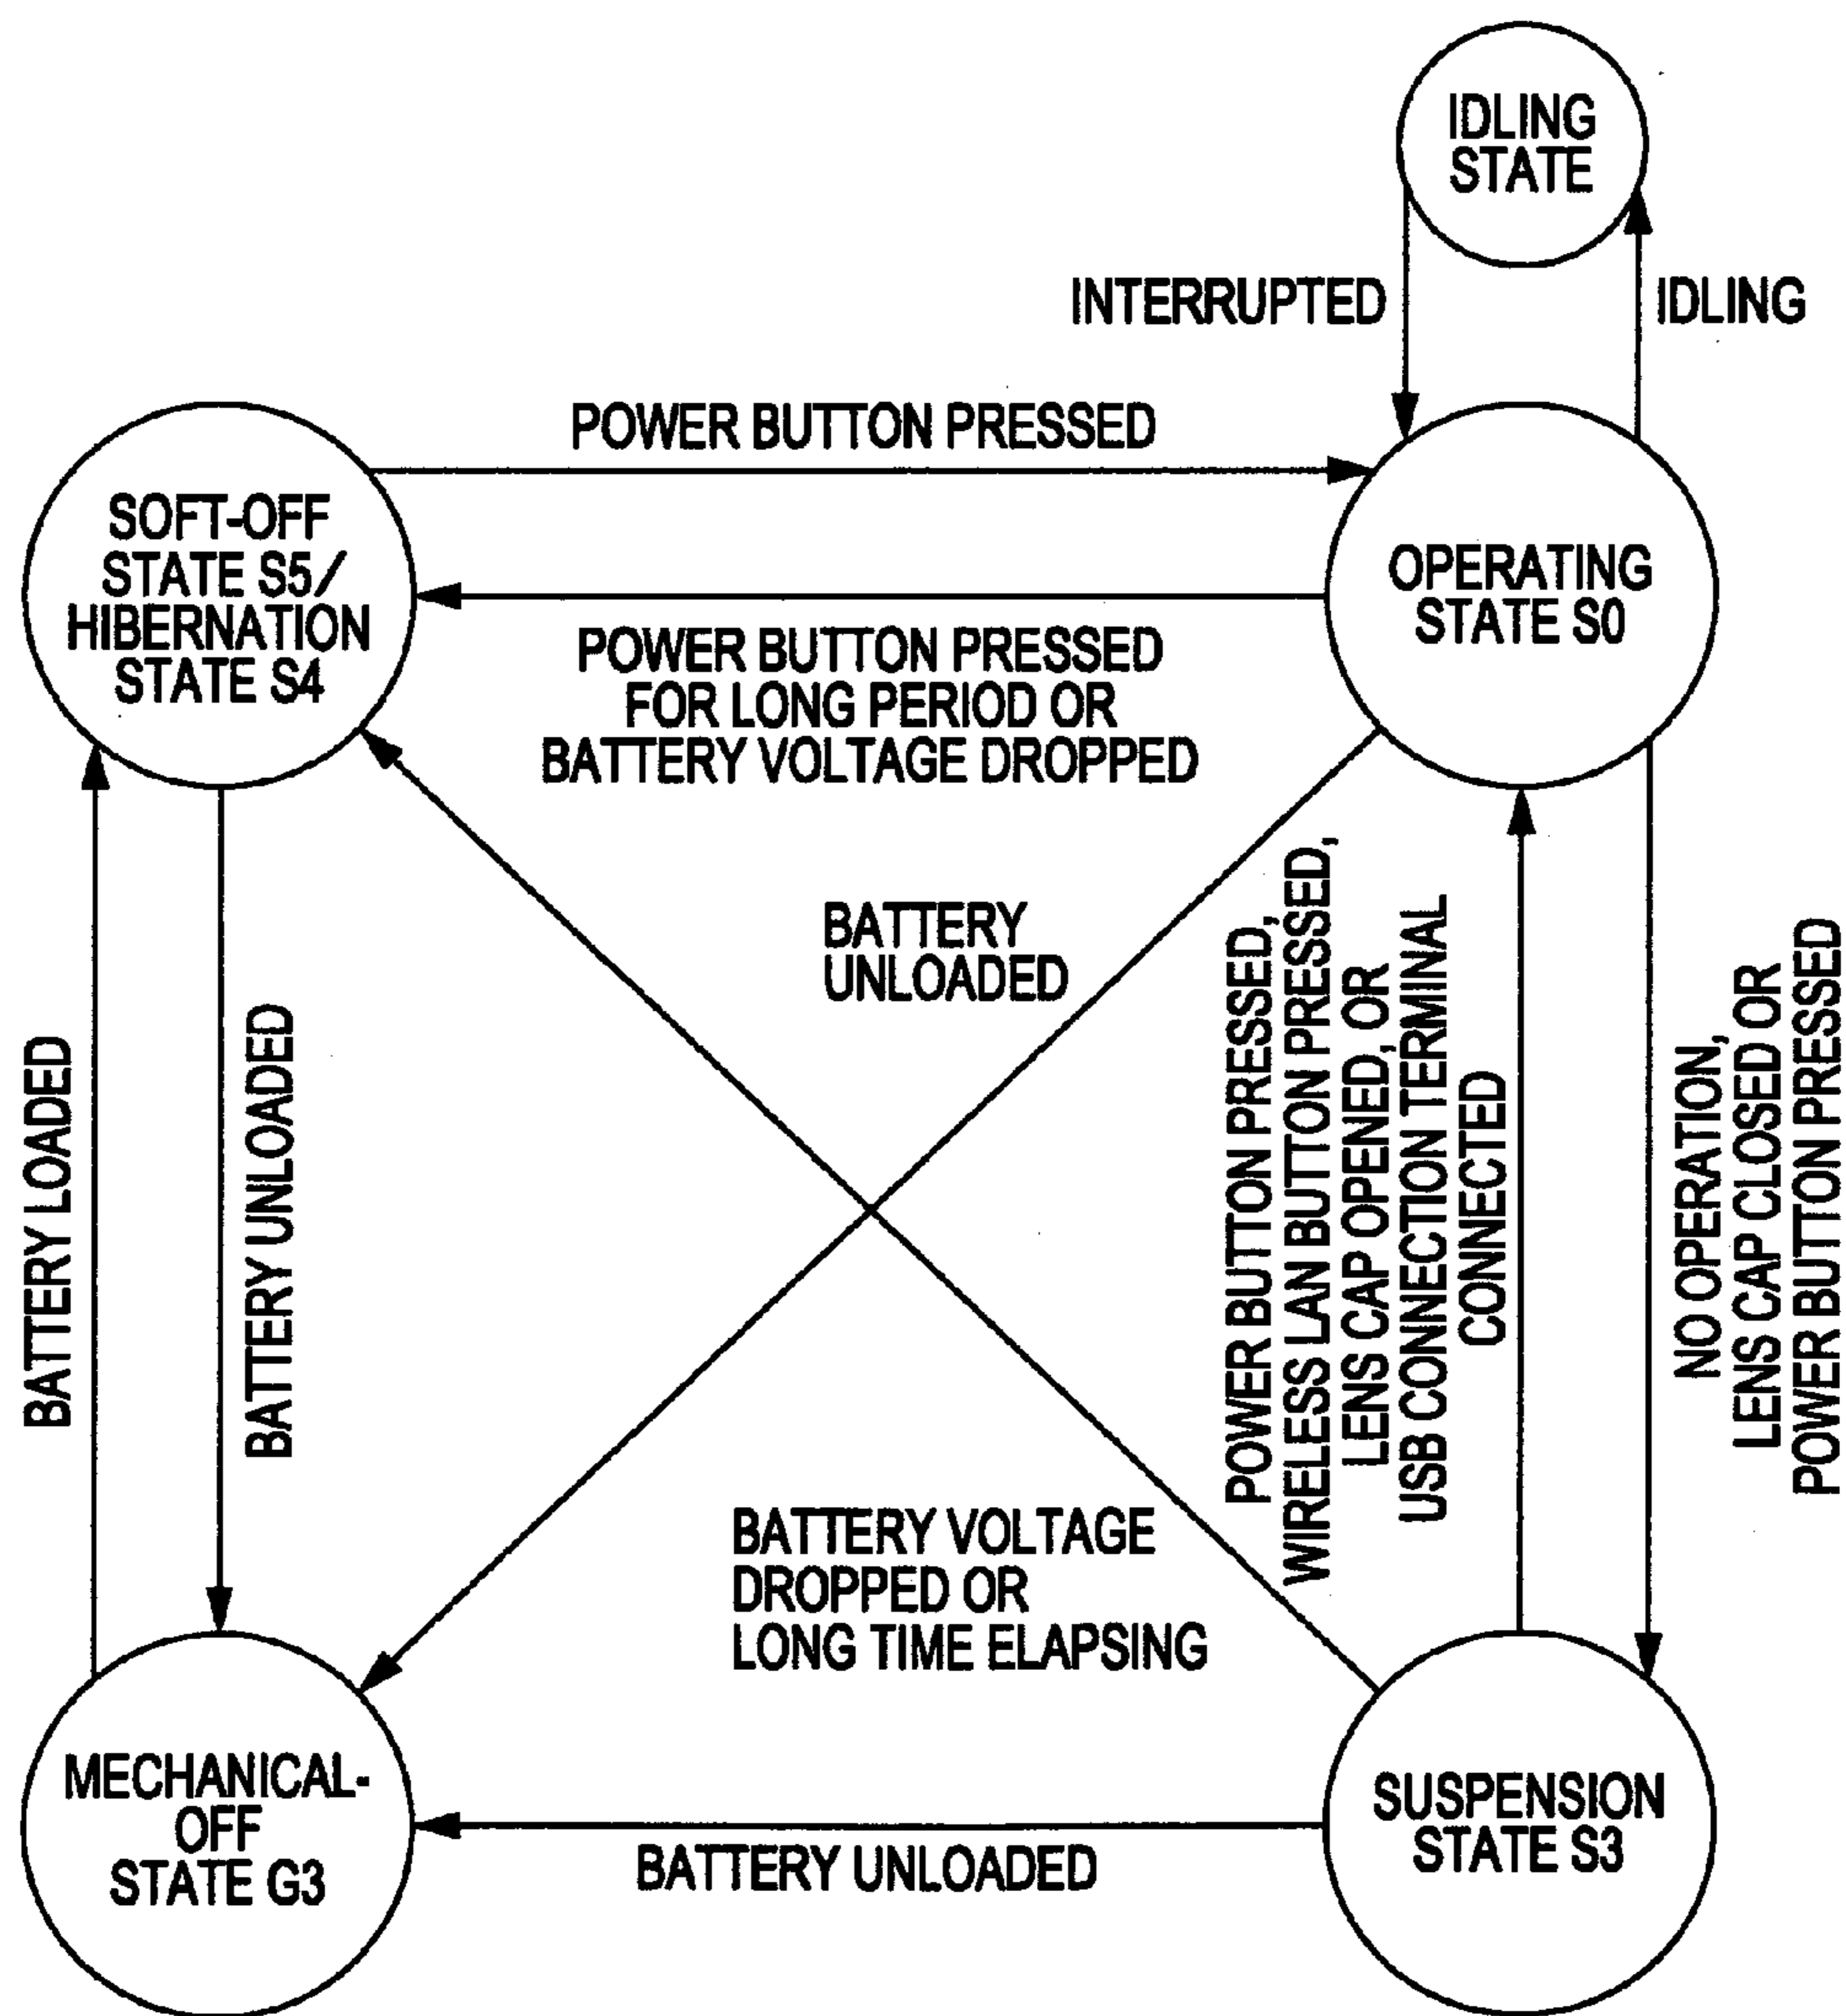 IDLING
STATE
INTERRUPTED
IDLING
POWER BUTTON PRESSED
SOFT-OFF
STATE S5/
HIBERNATION
STATE S4
OPERATING
STATE S0
POWER BUTTON PRESSED
FOR LONG PERIOD OR
BATTERY VOLTAGE DROPPED
BATTERY
UNLOADED
BATTERY LOADED
BATTERY UNLOADED
POWER BUTTON PRESSED,
WIRELESS LAN BUTTON PRESSED,
LENS CAP OPENED, OR
USB CONNECTION TERMINAL
CONNECTED
NO OPERATION,
LENS CAP CLOSED OR
POWER BUTTON PRESSED
BATTERY VOLTAGE
DROPPED OR
LONG TIME ELAPSING
MECHANICAL-
OFF
STATE G3
BATTERY UNLOADED
SUSPENSION
STATE S3